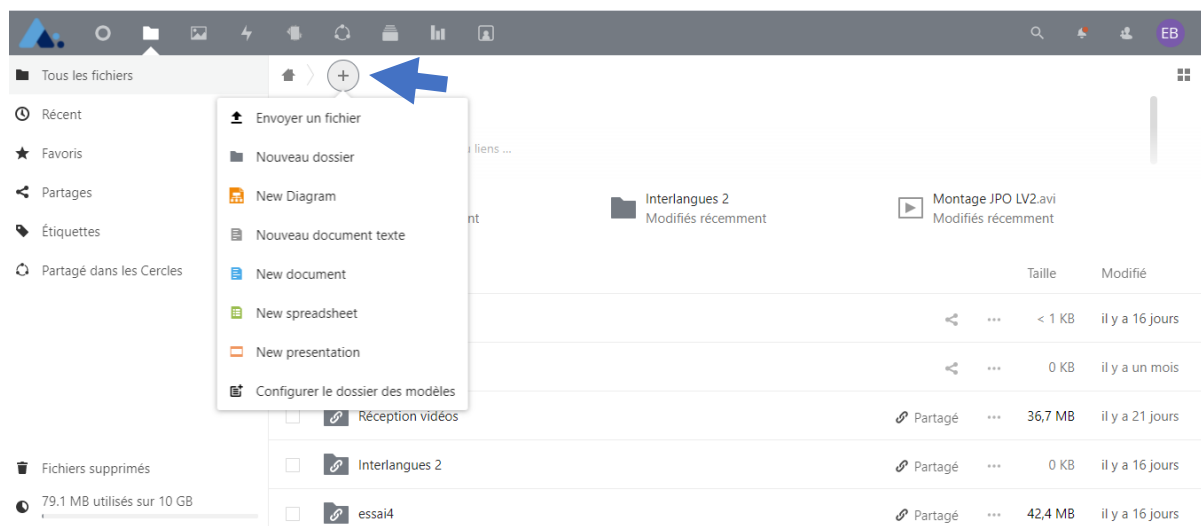 EB
Tous les fichiers
Récent
Favoris
Partages
Étiquettes
Partagé dans les Cercles
Envoyer un fichier
Nouveau dossier
New Diagram
Nouveau document texte
New document
New spreadsheet
New presentation
Configurer le dossier des modèles
liens ...
Interlangues 2
Modifiés récemment
Montage JPO LV2.avi
Modifiés récemment
Taille Modifié
< 1 KB il y a 16 jours
0 KB il y a un mois
Réception vidéos Partagé 36,7 MB il y a 21 jours
Interlangues 2 Partagé 0 KB il y a 16 jours
essai4 Partagé 42,4 MB il y a 16 jours
Fichiers supprimés
79.1 MB utilisés sur 10 GB